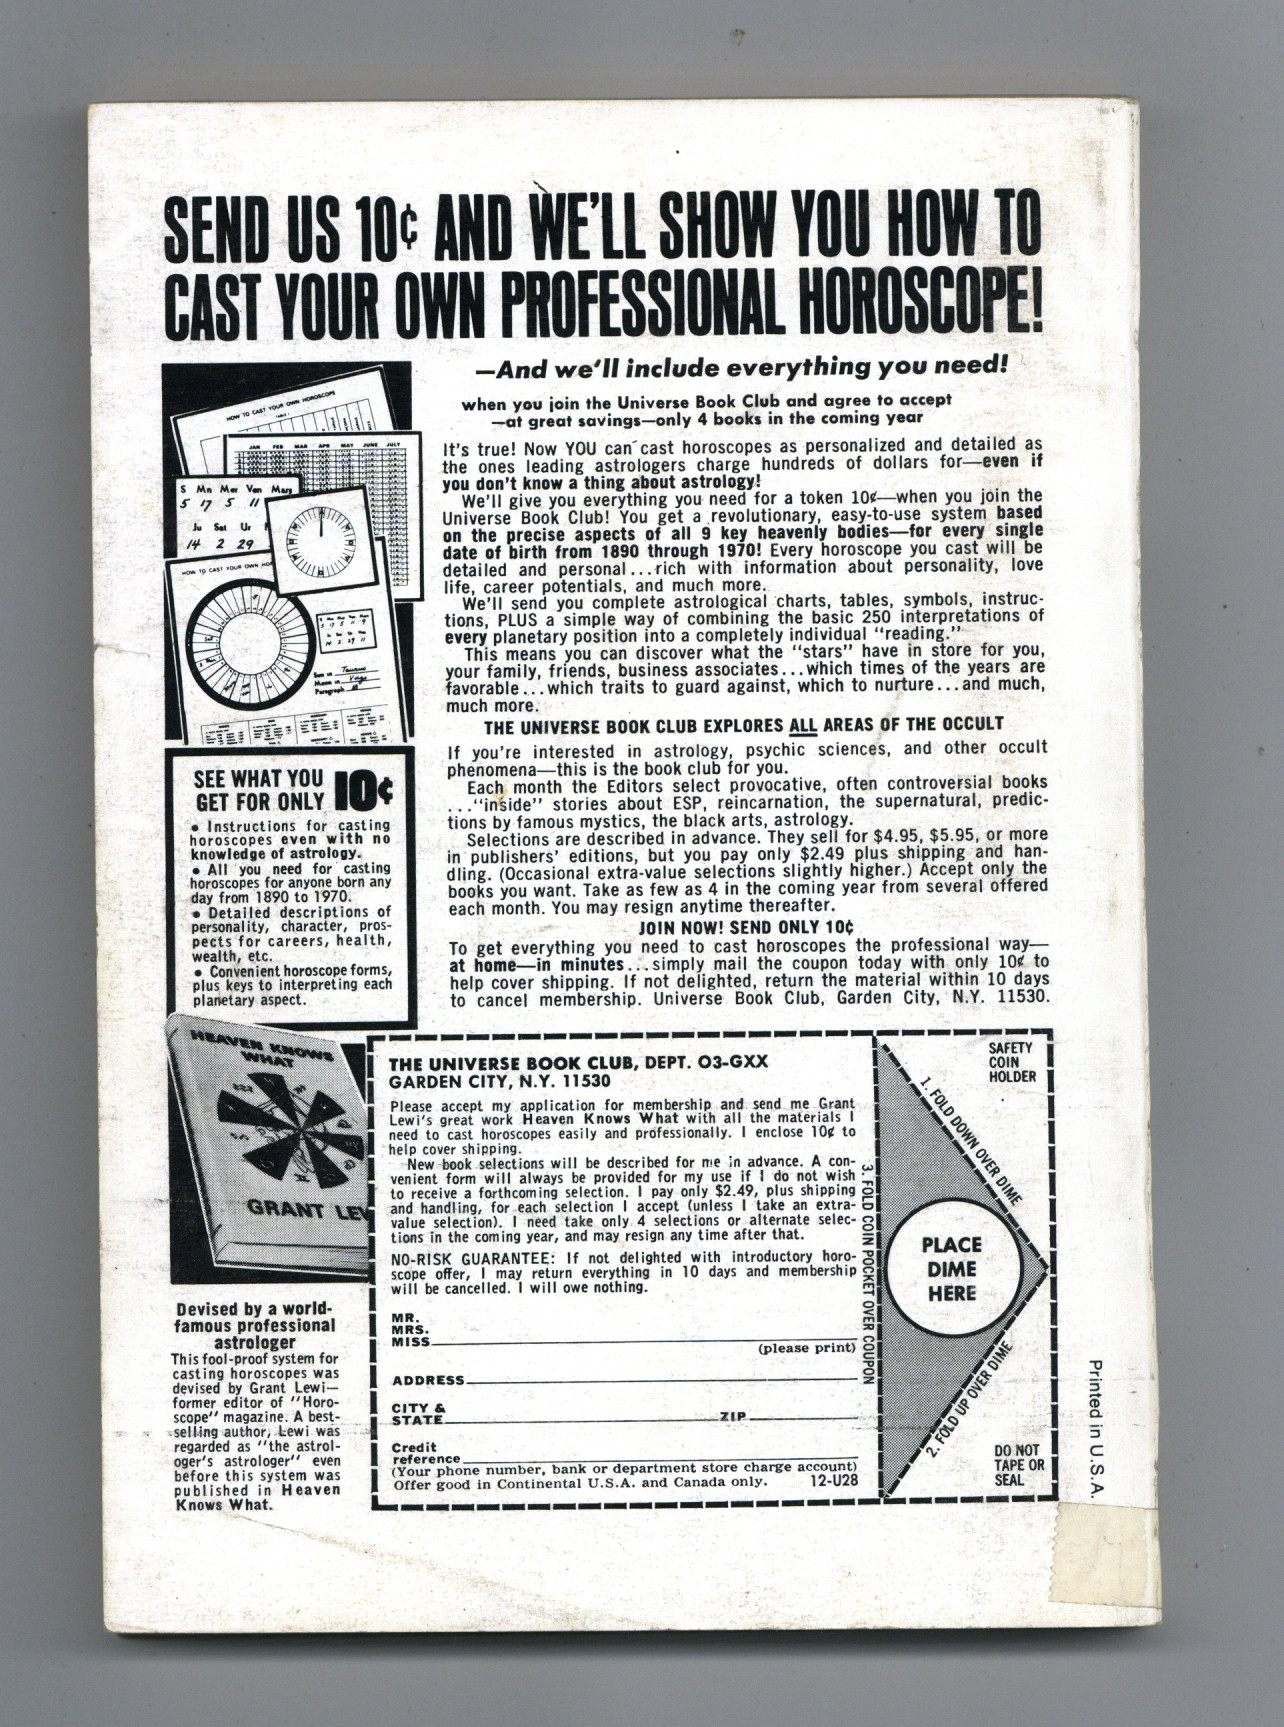 SEND US 10¢ AND WE'LL SHOW YOU HOW TO
CAST YOUR OWN PROFESSIONAL HOROSCOPE!
—And we'll include everything you need!
when you join the Universe Book Club and agree to accept
—at great savings—only 4 books in the coming year
It's true! Now YOU can cast horoscopes as personalized and detailed as
the ones leading astrologers charge hundreds of dollars for—even if
you don't know a thing about astrology!
We'll give you everything you need for a token 10¢—when you join the
Universe Book Club! You get a revolutionary, easy-to-use system based
on the precise aspects of all 9 key heavenly bodies—for every single
date of birth from 1890 through 1970! Every horoscope you cast will be
detailed and personal...rich with information about personality, love
life, career potentials, and much more.
We'll send you complete astrological charts, tables, symbols, instruc-
tions, PLUS a simple way of combining the basic 250 interpretations of
every planetary position into a completely individual "reading."
This means you can discover what the "stars" have in store for you,
your family, friends, business associates...which times of the years are
favorable...which traits to guard against, which to nurture...and much,
much more.
THE UNIVERSE BOOK CLUB EXPLORES ALL AREAS OF THE OCCULT
If you're interested in astrology, psychic sciences, and other occult
phenomena—this is the book club for you.
Each month the Editors select provocative, often controversial books
..."inside" stories about ESP, reincarnation, the supernatural, predic-
tions by famous mystics, the black arts, astrology.
Selections are described in advance. They sell for $4.95, $5.95, or more
in publishers' editions, but you pay only $2.49 plus shipping and han-
dling. (Occasional extra-value selections slightly higher.) Accept only the
books you want. Take as few as 4 in the coming year from several offered
each month. You may resign anytime thereafter.
JOIN NOW! SEND ONLY 10¢
To get everything you need to cast horoscopes the professional way—
at home—in minutes...simply mail the coupon today with only 10¢ to
help cover shipping. If not delighted, return the material within 10 days
to cancel membership. Universe Book Club, Garden City, N.Y. 11530.
HOW TO CAST YOUR OWN HOROSCOPE
JAN FEB MAR APR MAY JUNE JULY
S Mn Mer Ven Mars
5 17 5 11
Ju Sat Ur
14 2 29
HOW TO CAST YOUR OWN HOR
Sun in Taurus
Moon in Virgo
Paragraph
SEE WHAT YOU
GET FOR ONLY 10¢
• Instructions for casting
horoscopes even with no
knowledge of astrology.
• All you need for casting
horoscopes for anyone born any
day from 1890 to 1970.
• Detailed descriptions of
personality, character, pros-
pects for careers, health,
wealth, etc.
• Convenient horoscope forms,
plus keys to interpreting each
planetary aspect.
HEAVEN KNOWS
WHAT
GRANT LEW
Devised by a world-
famous professional
astrologer
This fool-proof system for
casting horoscopes was
devised by Grant Lewi—
former editor of "Horo-
scope" magazine. A best-
selling author, Lewi was
regarded as "the astrol-
oger's astrologer" even
before this system was
published in Heaven
Knows What.
THE UNIVERSE BOOK CLUB, DEPT. O3-GXX
GARDEN CITY, N.Y. 11530
Please accept my application for membership and send me Grant
Lewi's great work Heaven Knows What with all the materials I
need to cast horoscopes easily and professionally. I enclose 10¢ to
help cover shipping.
New book selections will be described for me in advance. A con-
venient form will always be provided for my use if I do not wish
to receive a forthcoming selection. I pay only $2.49, plus shipping
and handling, for each selection I accept (unless I take an extra-
value selection). I need take only 4 selections or alternate selec-
tions in the coming year, and may resign any time after that.
NO-RISK GUARANTEE: If not delighted with introductory horo-
scope offer, I may return everything in 10 days and membership
will be cancelled. I will owe nothing.
MR.
MRS.
MISS
(please print)
ADDRESS
CITY &
STATE ZIP
Credit
reference
(Your phone number, bank or department store charge account)
Offer good in Continental U.S.A. and Canada only. 12-U28
3. FOLD COIN POCKET OVER COUPON
SAFETY
COIN
HOLDER
1. FOLD DOWN OVER DIME
PLACE
DIME
HERE
2. FOLD UP OVER DIME
DO NOT
TAPE OR
SEAL
Printed in U.S.A.